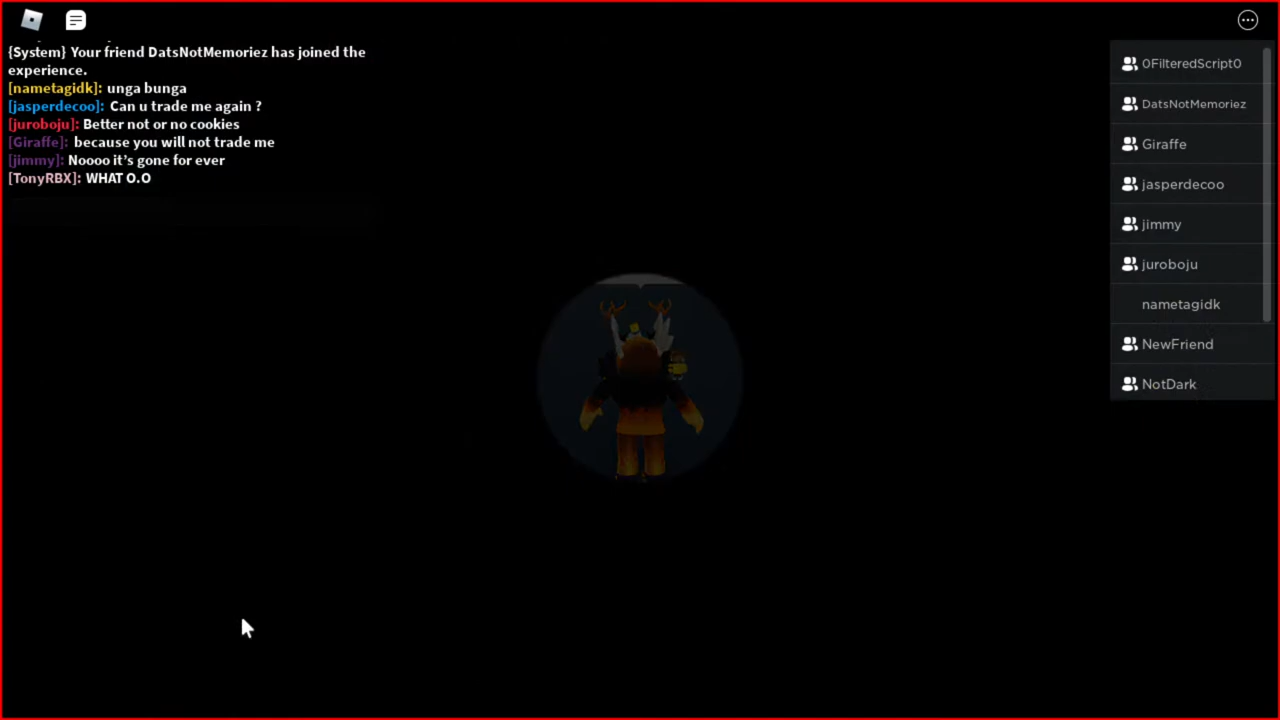 {System} Your friend DatsNotMemoriez has joined the
experience.
[nametagidk]: unga bunga
[jasperdecoo]: Can u trade me again ?
[juroboju]: Better not or no cookies
[Giraffe]: because you will not trade me
[jimmy]: Noooo it's gone for ever
[TonyRBX]: WHAT O.O
0FilteredScript0
DatsNotMemoriez
Giraffe
jasperdecoo
jimmy
juroboju
nametagidk
NewFriend
NotDark